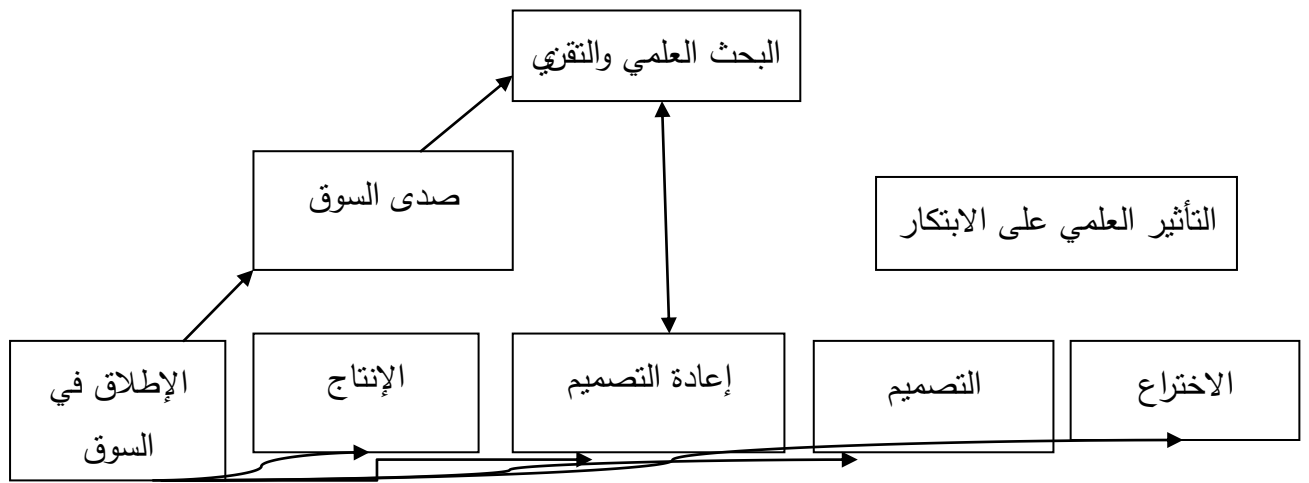 البحث العلمي والتقني
صدى السوق
التأثير العلمي على الابتكار
الاختراع
التصميم
إعادة التصميم
الإنتاج
الإطلاق في
السوق